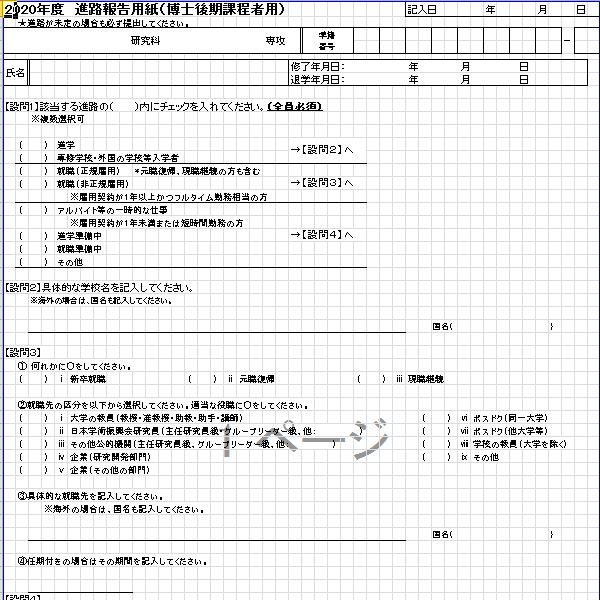 2020年度　進路報告用紙(博士後期課程者用)　記入日　年　月　日
★進路が未定の場合も必ず提出してください。
研究科　専攻　学籍番号　－
氏名　修了年月日：　年　月　日
退学年月日：　年　月　日
【設問1】該当する進路の(　)内にチェックを入れてください。(全員必須)
※複数選択可
(　)　進学
(　)　専修学校・外国の学校等入学者　→【設問2】へ
(　)　就職(正規雇用)　*元職復帰、現職継続の方も含む
(　)　就職(非正規雇用)　→【設問3】へ
※雇用契約が1年以上かつフルタイム勤務相当の方
(　)　アルバイト等の一時的な仕事
※雇用契約が1年未満または短時間勤務の方
(　)　進学準備中　→【設問4】へ
(　)　就職準備中
(　)　その他
【設問2】具体的な学校名を記入してください。
※海外の場合は、国名も記入してください。
国名(　)
【設問3】
① 何れかに○をしてください。
(　)　ⅰ 新卒就職　(　)　ⅱ 元職復帰　(　)　ⅲ 現職継続
②就職先の区分を以下から選択してください。適当な役職に○をしてください。
(　)　ⅰ 大学の教員(教授・准教授・助教・助手・講師)　(　)　ⅵ ポスドク(同一大学)
(　)　ⅱ 日本学術振興会研究員(主任研究員級・グループリーダー級、他：　)　(　)　ⅶ ポスドク(他大学等)
(　)　ⅲ その他公的機関(主任研究員級、グループリーダー級、他：　)　(　)　ⅷ 学校の教員(大学を除く)
(　)　ⅳ 企業(研究開発部門)　(　)　ⅸ その他
(　)　ⅴ 企業(その他の部門)
1 ページ
③具体的な就職先を記入してください。
※海外の場合は、国名も記入してください。
国名(　)
④任期付きの場合はその期間を記入してください。
【設問4】